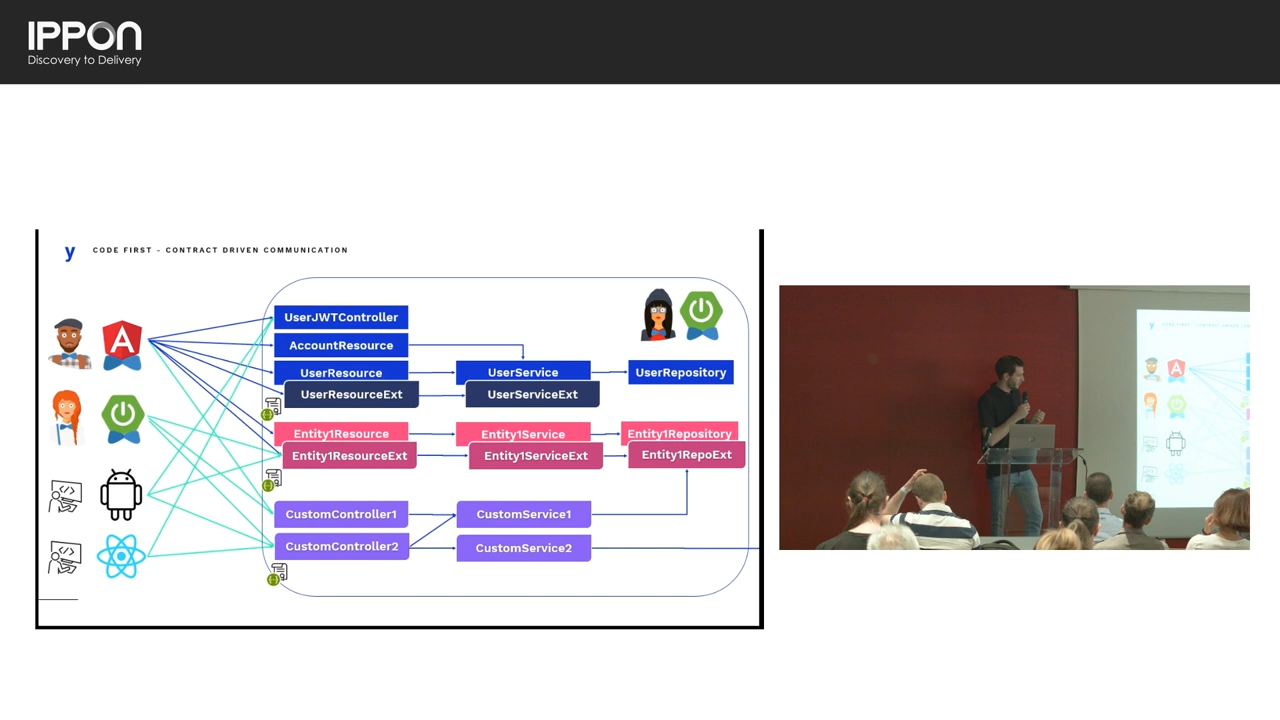 IPPON
Discovery to Delivery
y CODE FIRST - CONTRACT DRIVEN COMMUNICATION
UserJWTController
AccountResource
UserResource UserService UserRepository
UserResourceExt UserServiceExt
Entity1Resource Entity1Service Entity1Repository
Entity1ResourceExt Entity1ServiceExt Entity1RepoExt
CustomController1 CustomService1
CustomController2 CustomService2